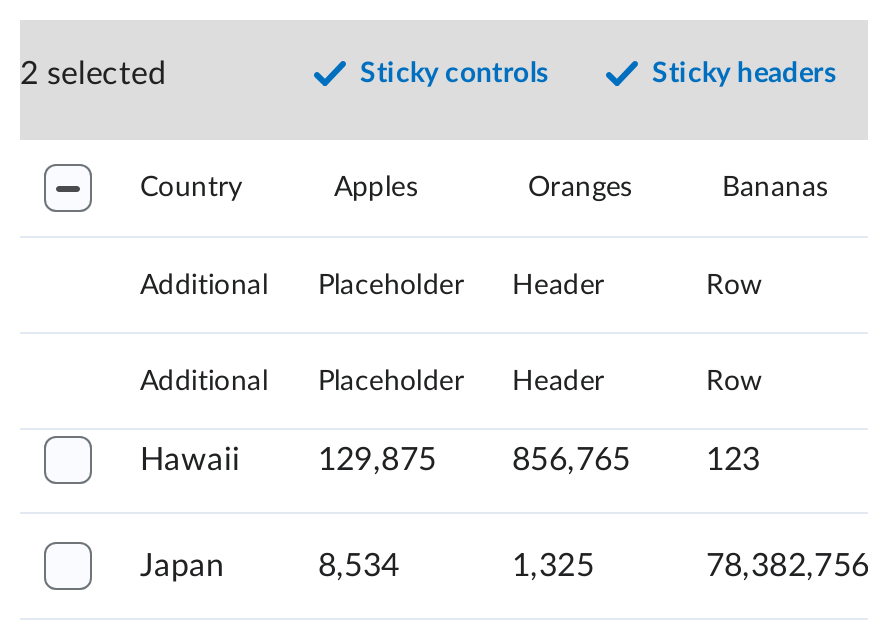 2 selected Sticky controls Sticky headers
Country Apples Oranges Bananas
Additional Placeholder Header Row
Additional Placeholder Header Row
Hawaii 129,875 856,765 123
Japan 8,534 1,325 78,382,756